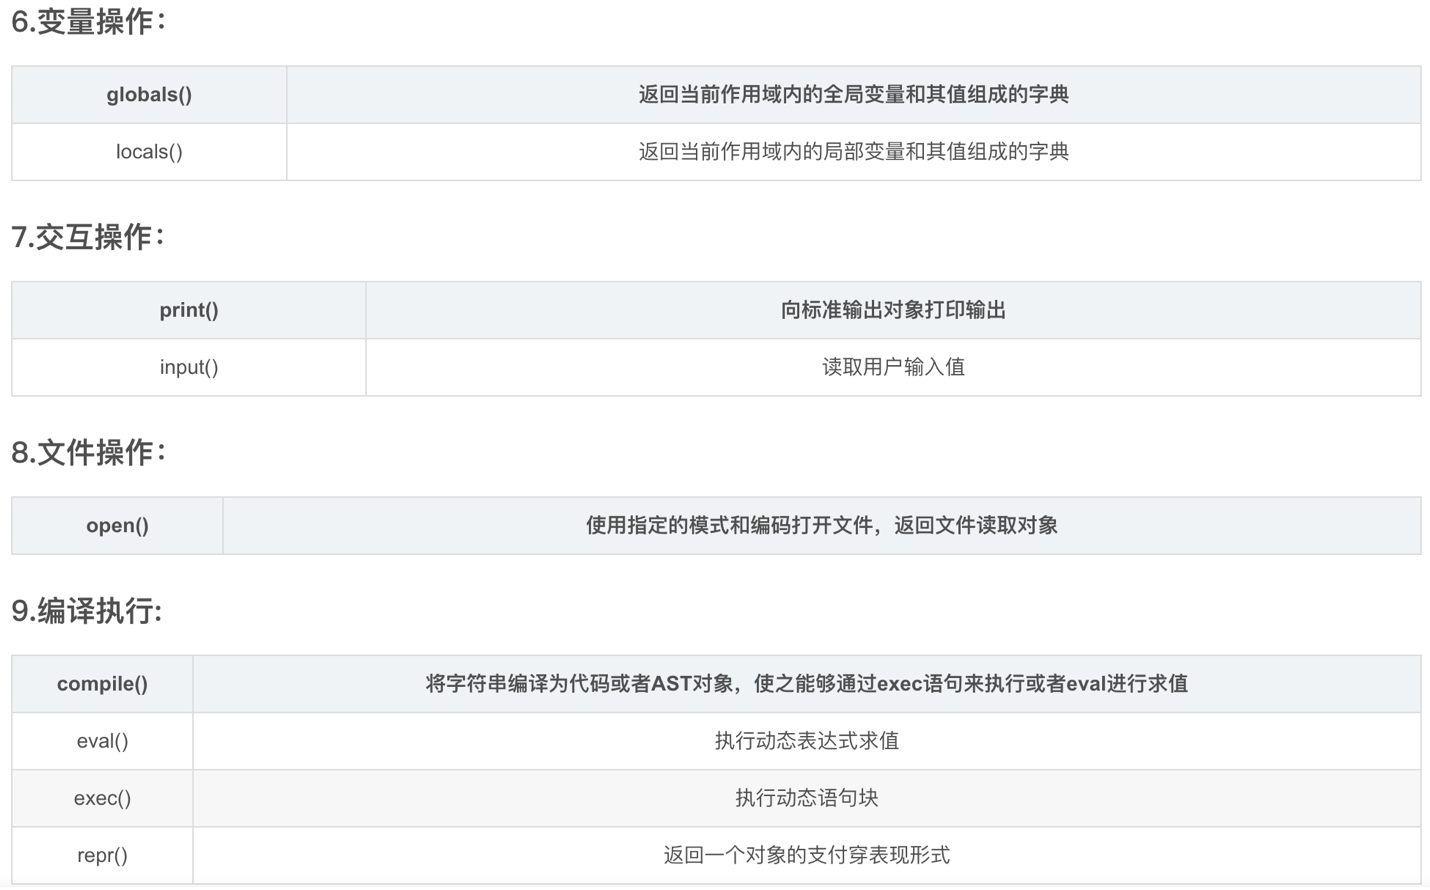 6.变量操作：
globals() 返回当前作用域内的全局变量和其值组成的字典
locals() 返回当前作用域内的局部变量和其值组成的字典
7.交互操作：
print() 向标准输出对象打印输出
input() 读取用户输入值
8.文件操作：
open() 使用指定的模式和编码打开文件，返回文件读取对象
9.编译执行:
compile() 将字符串编译为代码或者AST对象，使之能够通过exec语句来执行或者eval进行求值
eval() 执行动态表达式求值
exec() 执行动态语句块
repr() 返回一个对象的支付穿表现形式